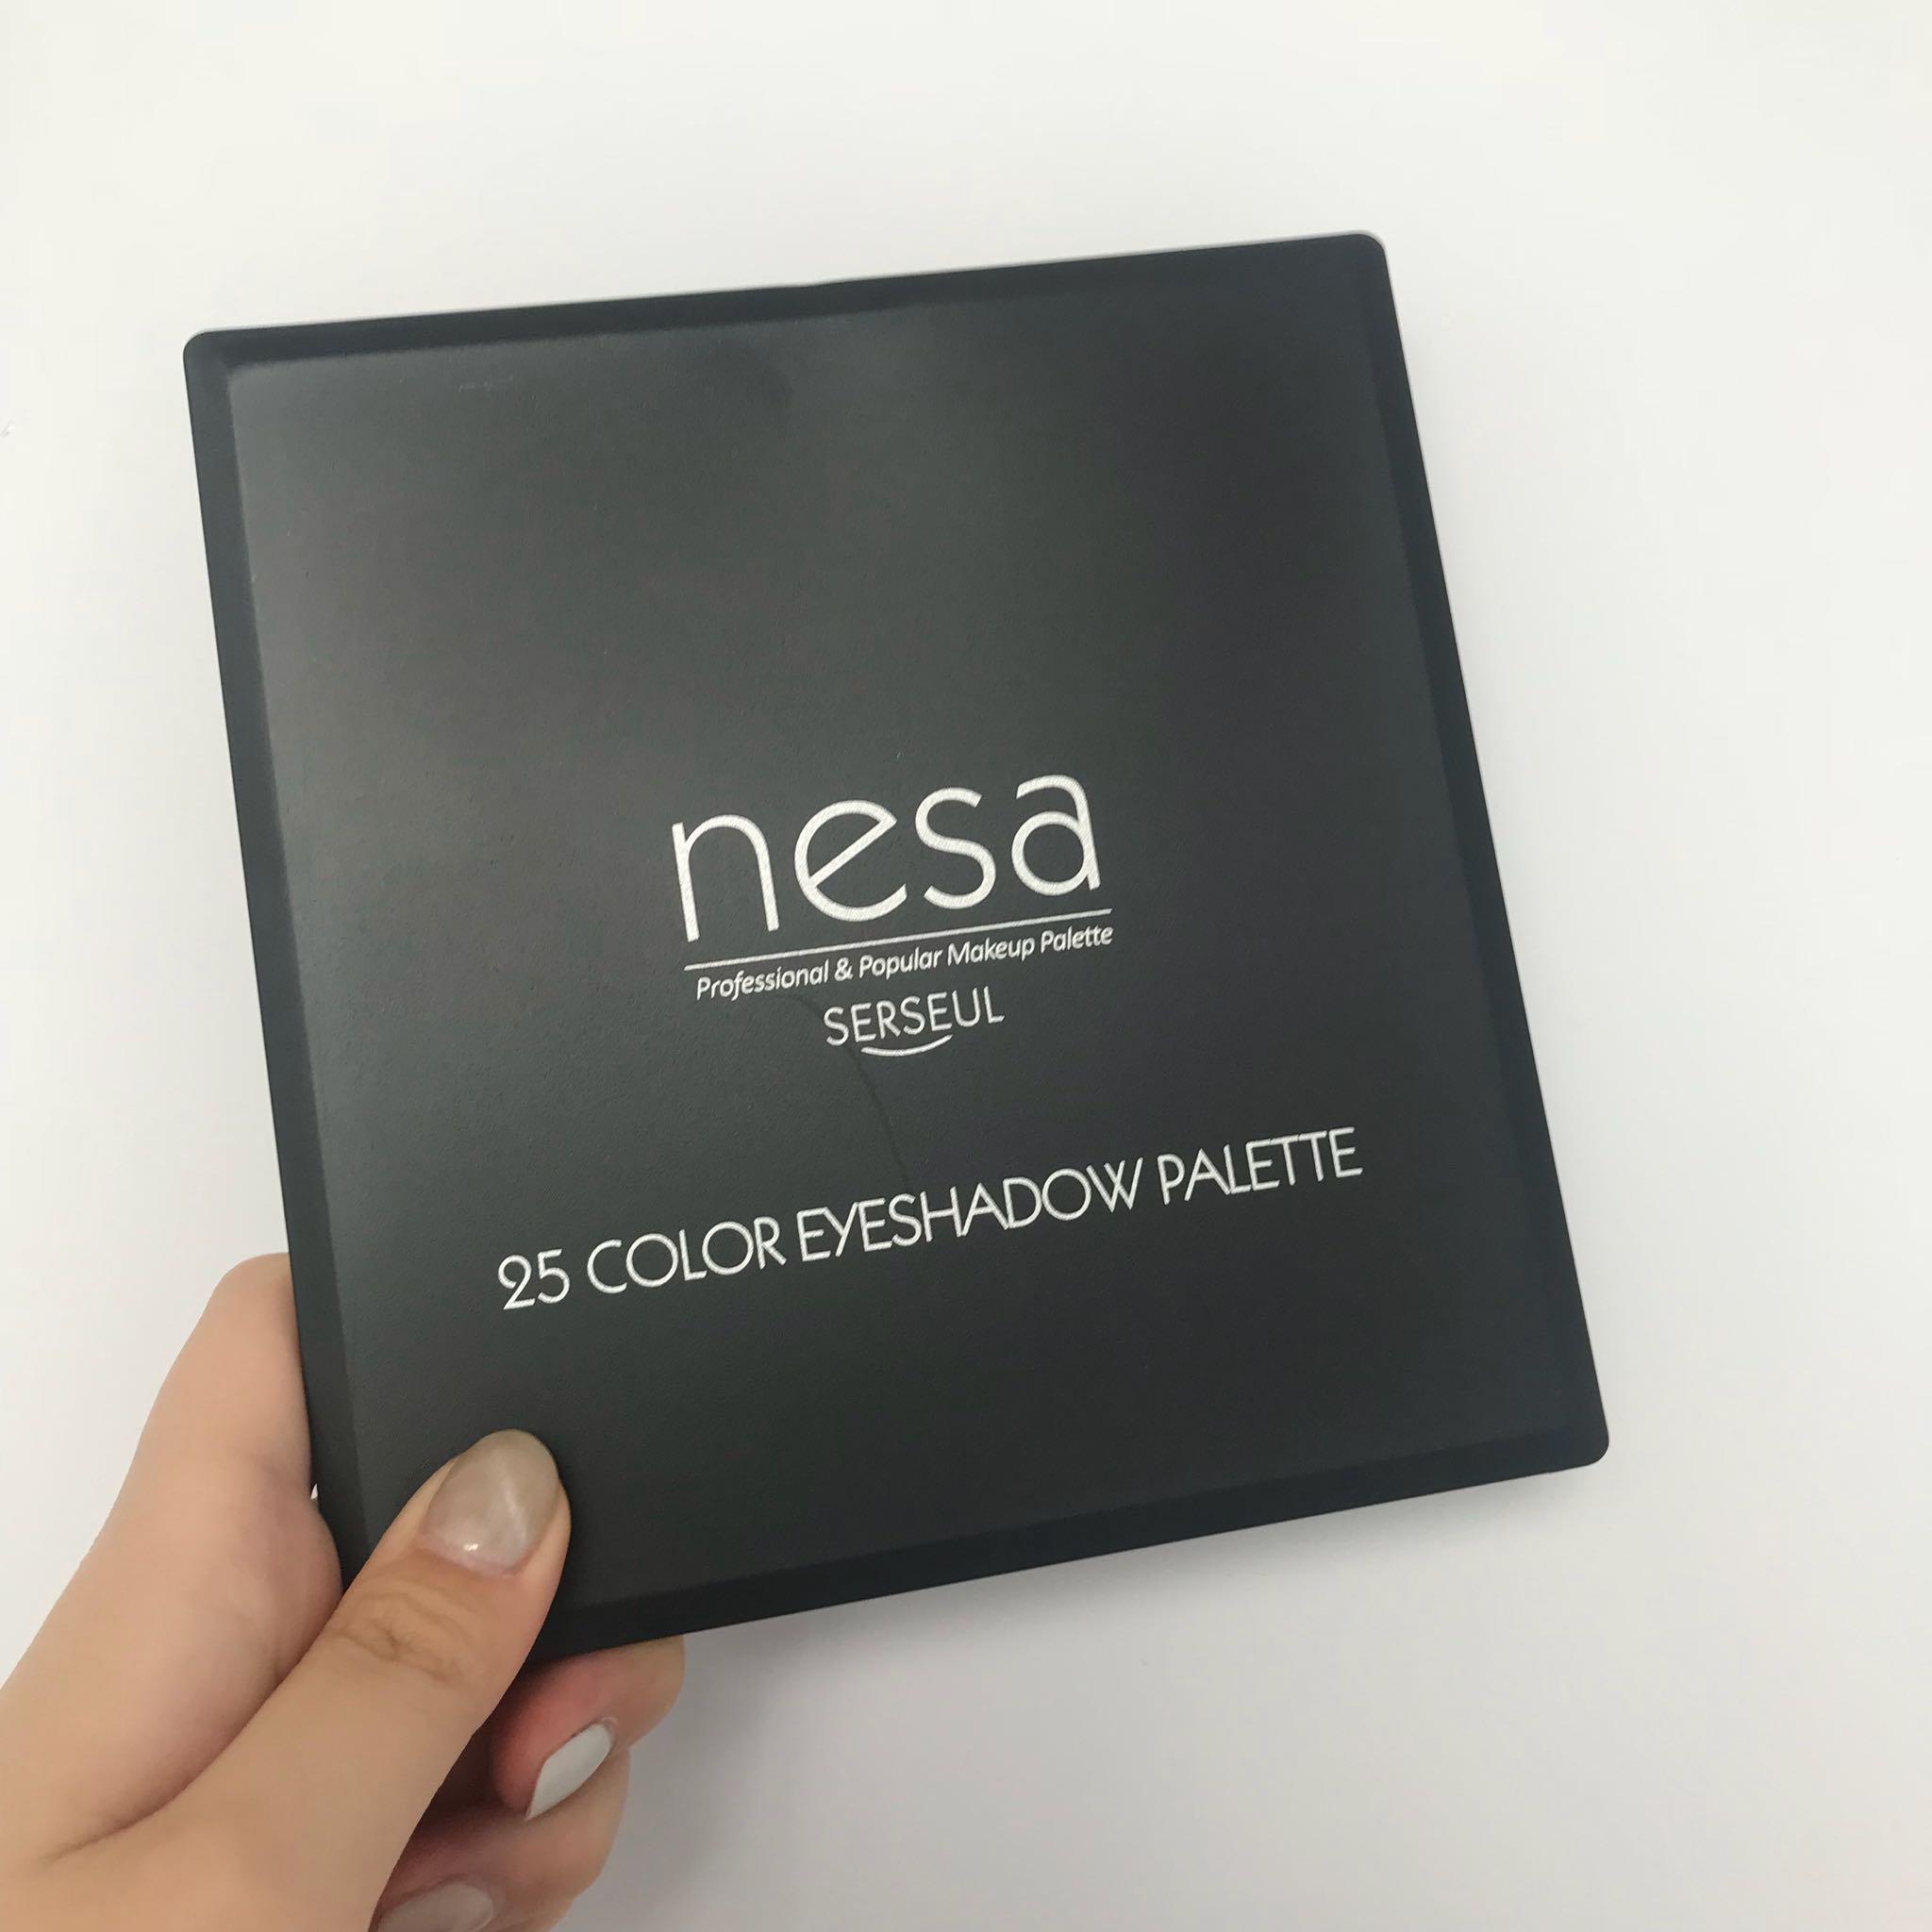 nesa
Professional & Popular Makeup Palette
SERSEUL
25 COLOR EYESHADOW PALETTE